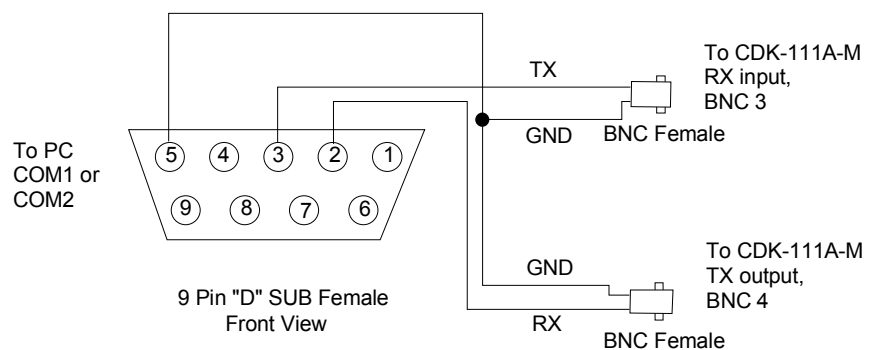 To PC
COM1 or
COM2
5 4 3 2 1
9 8 7 6
9 Pin "D" SUB Female
Front View
TX
GND
BNC Female
To CDK-111A-M
RX input,
BNC 3
GND
RX
BNC Female
To CDK-111A-M
TX output,
BNC 4